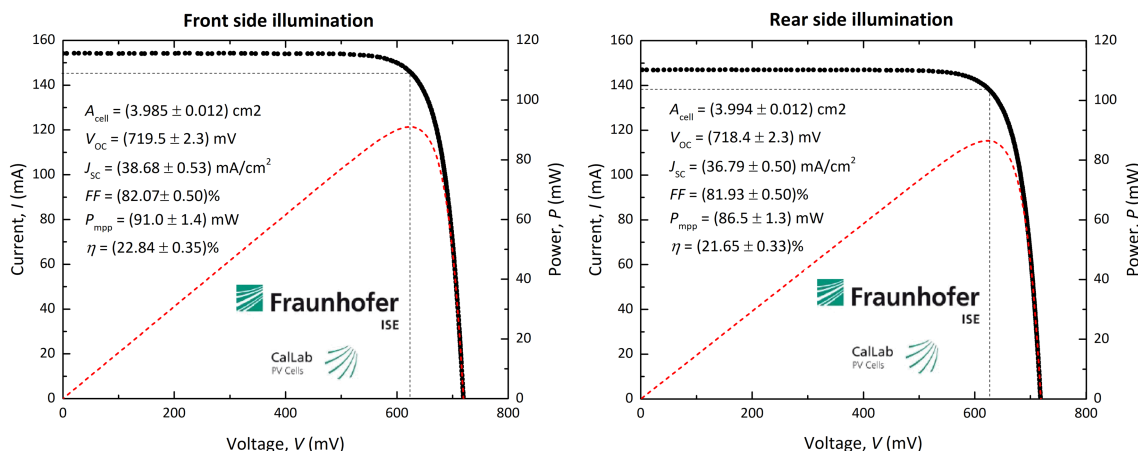 Front side illumination
160
140
120
100
80
60
40
20
0
Current, I (mA)
A_cell = (3.985 ± 0.012) cm2
V_OC = (719.5 ± 2.3) mV
J_SC = (38.68 ± 0.53) mA/cm²
FF = (82.07± 0.50)%
P_mpp = (91.0 ± 1.4) mW
η = (22.84 ± 0.35)%
Fraunhofer
ISE
CalLab
PV Cells
120
100
80
60
40
20
0
Power, P (mW)
0 200 400 600 800
Voltage, V (mV)
Rear side illumination
160
140
120
100
80
60
40
20
0
Current, I (mA)
A_cell = (3.994 ± 0.012) cm2
V_OC = (718.4 ± 2.3) mV
J_SC = (36.79 ± 0.50) mA/cm²
FF = (81.93 ± 0.50)%
P_mpp = (86.5 ± 1.3) mW
η = (21.65 ± 0.33)%
Fraunhofer
ISE
CalLab
PV Cells
120
100
80
60
40
20
0
Power, P (mW)
0 200 400 600 800
Voltage, V (mV)